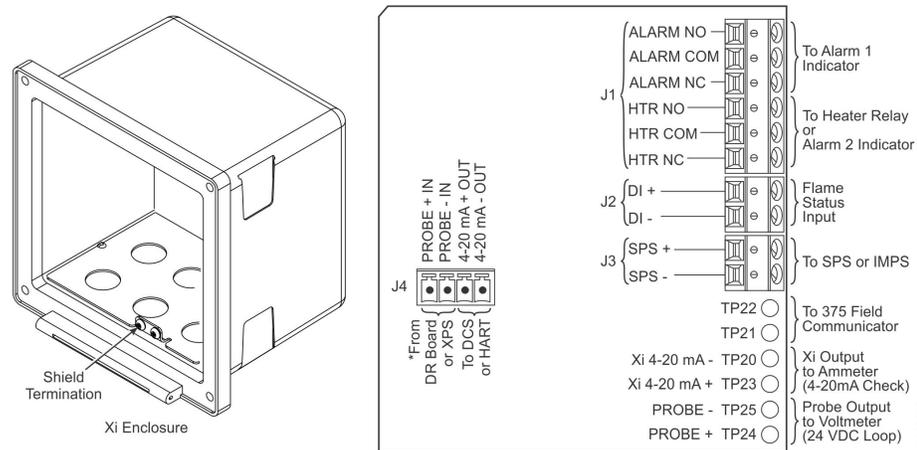 Shield
Termination
Xi Enclosure
J4
PROBE + IN
PROBE - IN
4-20 mA + OUT
4-20 mA - OUT
*From
DR Board
or XPS
To DCS
or HART
J1
ALARM NO
ALARM COM
ALARM NC
HTR NO
HTR COM
HTR NC
To Alarm 1
Indicator
To Heater Relay
or
Alarm 2 Indicator
J2
DI +
DI -
Flame
Status
Input
J3
SPS +
SPS -
To SPS or IMPS
TP22
TP21
To 375 Field
Communicator
Xi 4-20 mA - TP20
Xi 4-20 mA + TP23
Xi Output
to Ammeter
(4-20mA Check)
PROBE - TP25
PROBE + TP24
Probe Output
to Voltmeter
(24 VDC Loop)